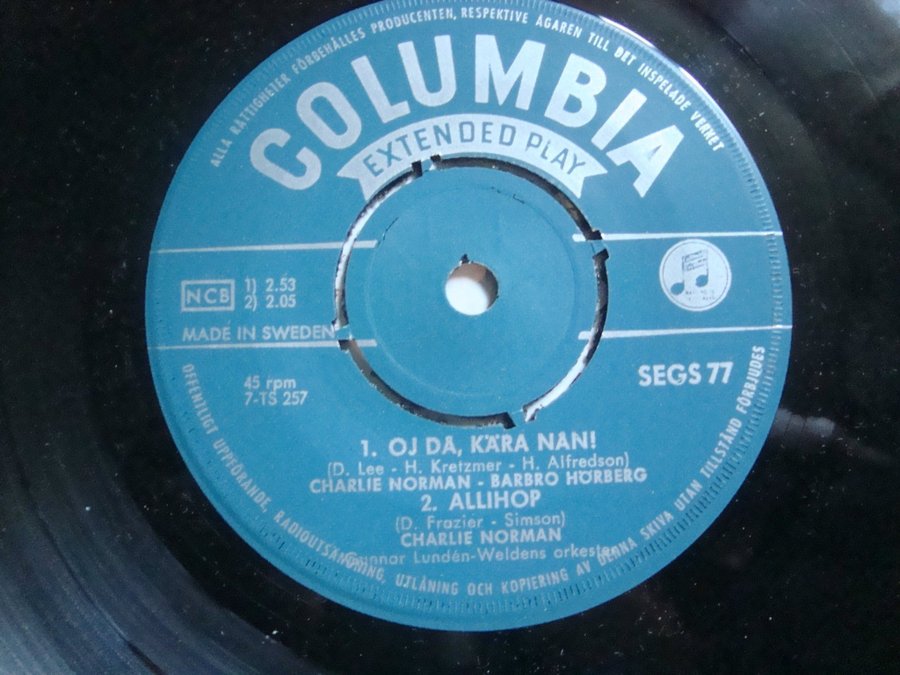 ALLA RÄTTIGHETER FÖRBEHÅLLES PRODUCENTEN, RESPEKTIVE ÄGAREN TILL DET INSPELADE VERKET
COLUMBIA
EXTENDED PLAY
NCB
1) 2.53
2) 2.05
MADE IN SWEDEN
45 rpm
7-TS 257
SEGS 77
1. OJ DA, KÄRA NAN!
(D. Lee - H. Kretzmer - H. Alfredson)
CHARLIE NORMAN - BARBRO HÖRBERG
2. ALLIHOP
(D. Frazier - Simson)
CHARLIE NORMAN
Gunnar Lundén-Weldens orkester
OFFENTLIGT UPPFÖRANDE, RADIOUTSÄNDNING, UTLÅNING OCH KOPIERING AV DENNA SKIVA UTAN TILLSTÅND FÖRBJUDES